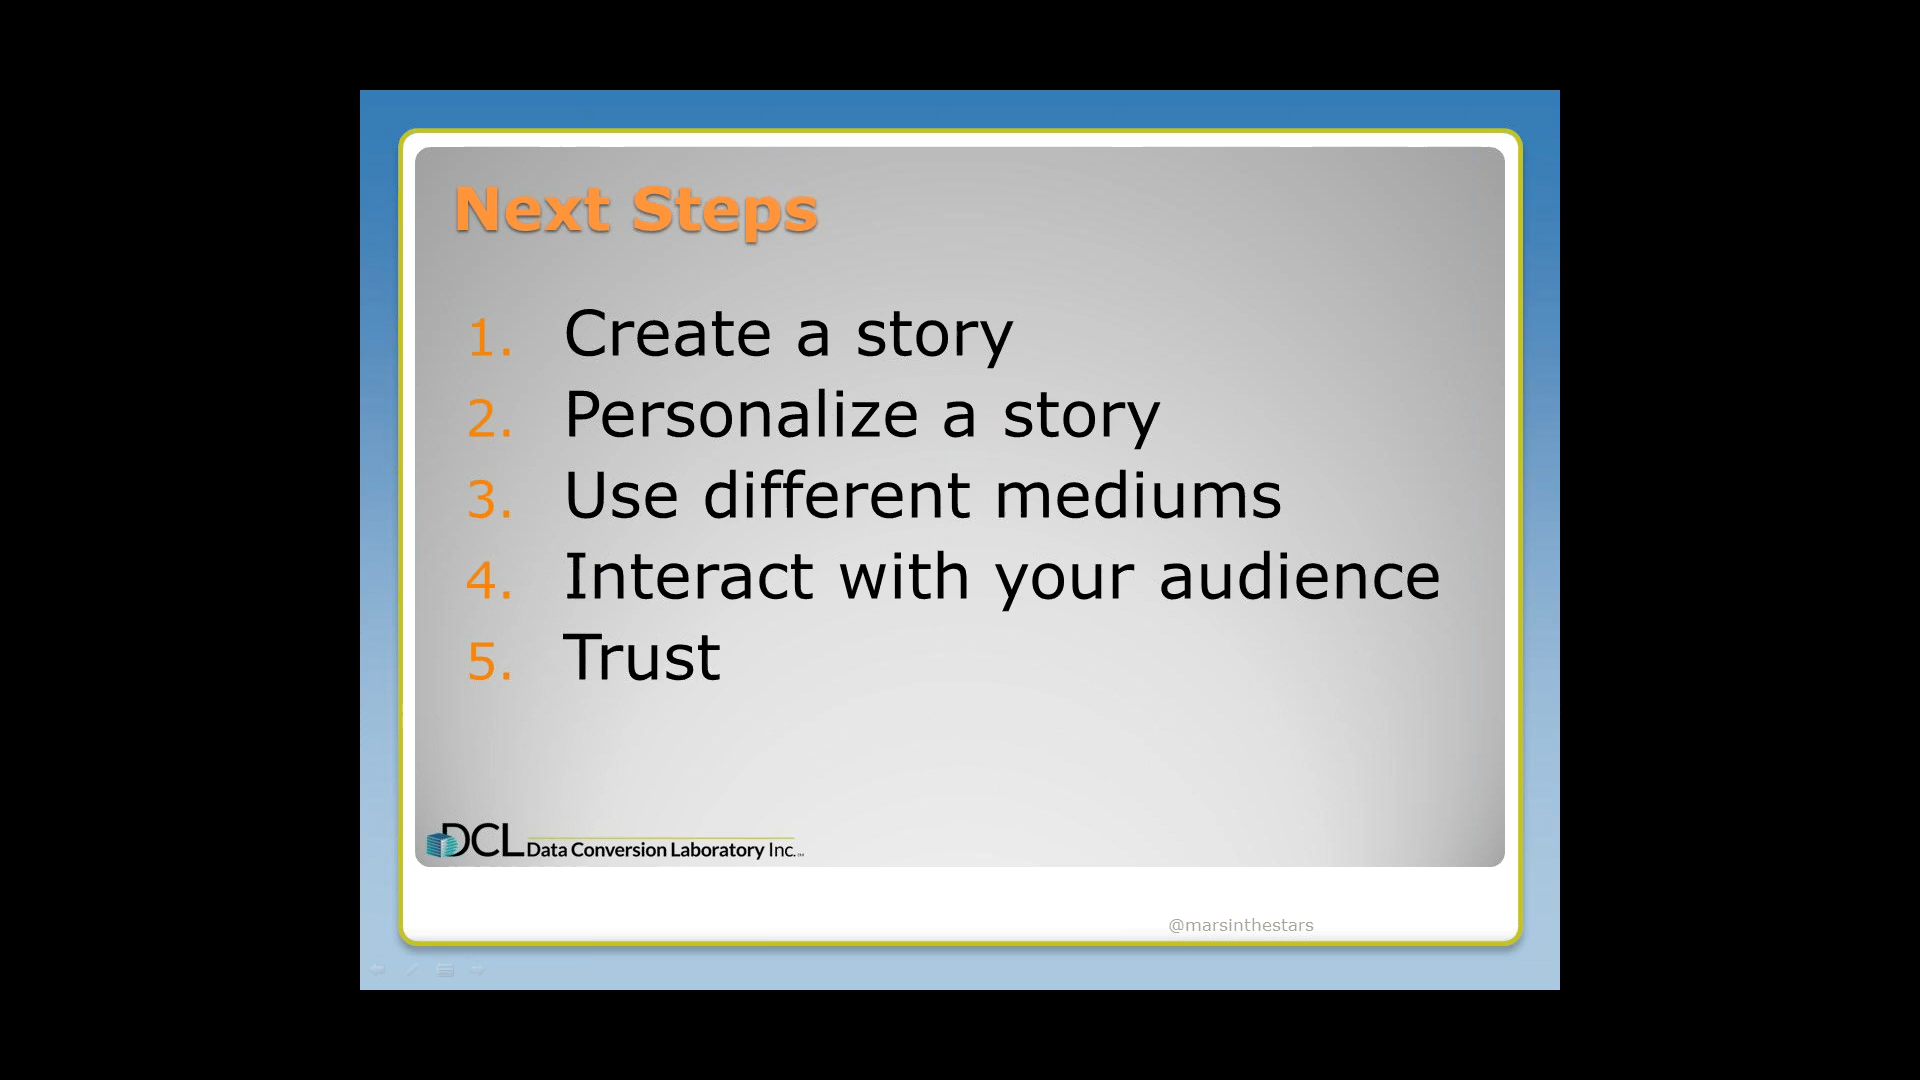 Next Steps
1. Create a story
2. Personalize a story
3. Use different mediums
4. Interact with your audience
5. Trust
DCL Data Conversion Laboratory Inc.™
@marsinthestars